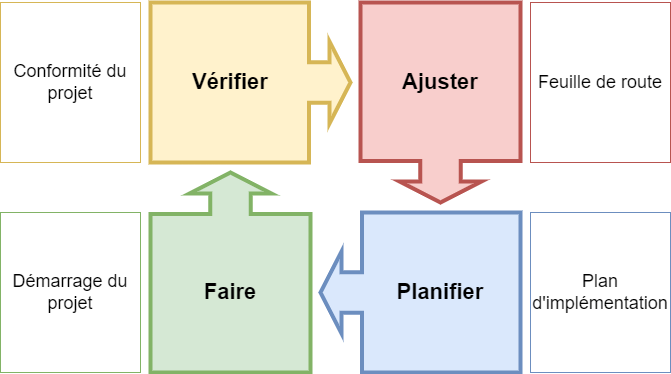 Conformité du
projet
Vérifier
Ajuster
Feuille de route
Démarrage du
projet
Faire
Planifier
Plan
d'implémentation